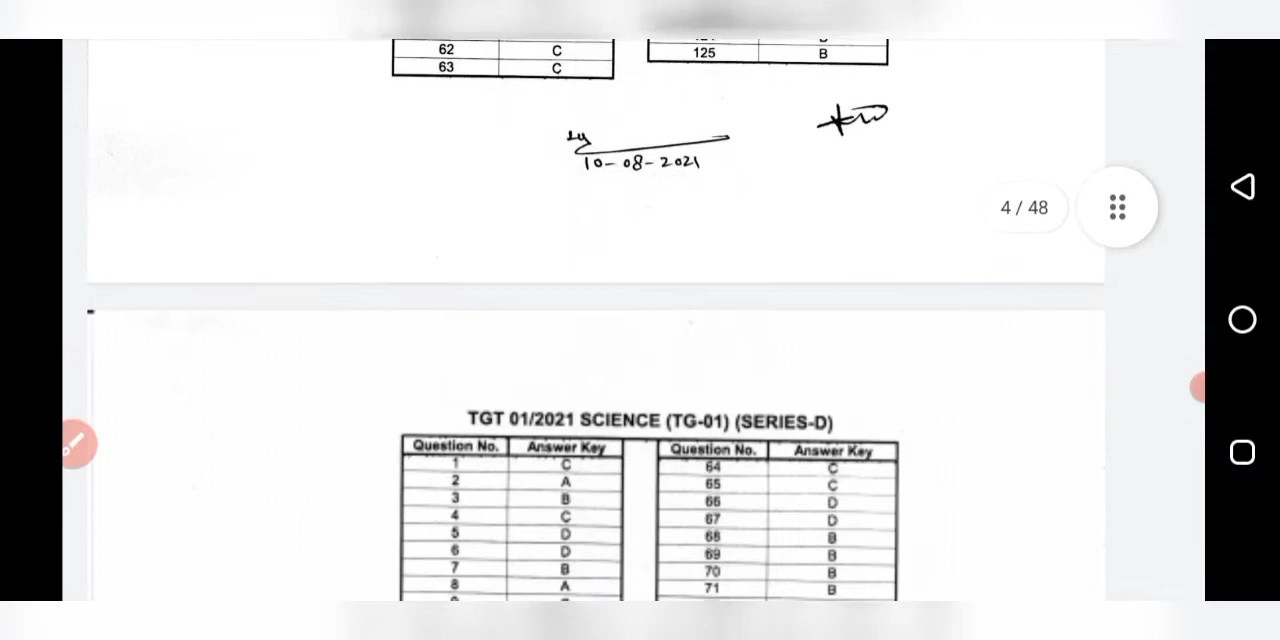 62 C 125 B
63 C
10-08-2021
4 / 48
TGT 01/2021 SCIENCE (TG-01) (SERIES-D)
Question No. Answer Key Question No. Answer Key
1 C 64 C
2 A 65 C
3 B 66 D
4 C 67 D
5 D 68 B
6 D 69 B
7 B 70 B
8 A 71 B